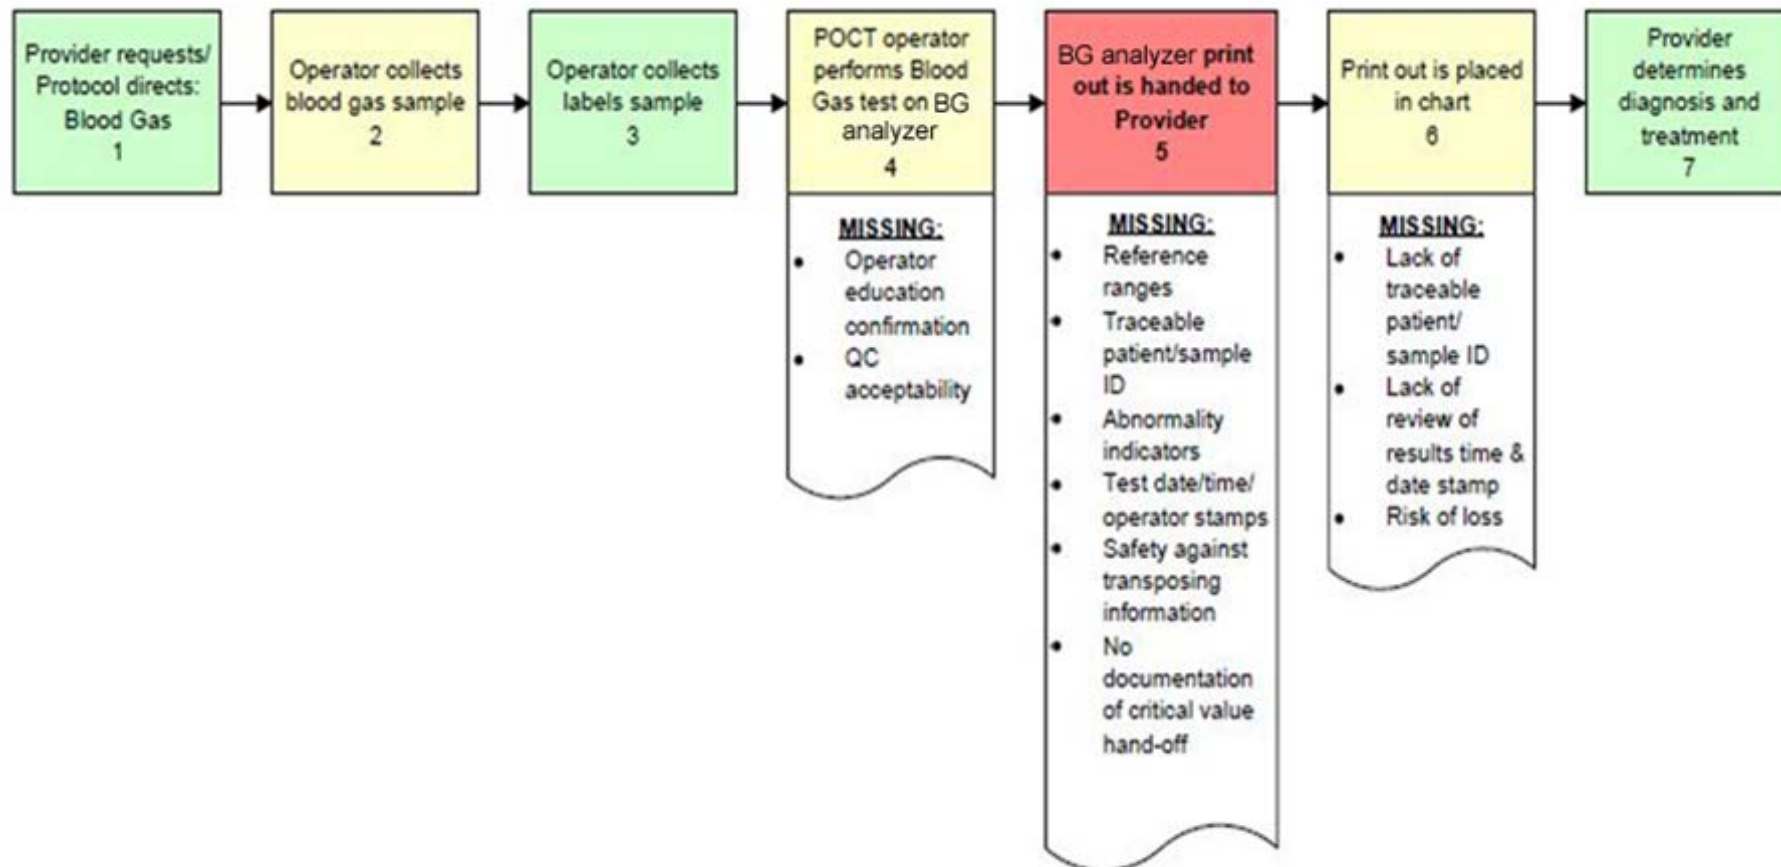 Provider requests/
Protocol directs:
Blood Gas
1
Operator collects
blood gas sample
2
Operator collects
labels sample
3
POCT operator
performs Blood
Gas test on BG
analyzer
4
BG analyzer print
out is handed to
Provider
5
Print out is placed
in chart
6
Provider
determines
diagnosis and
treatment
7
MISSING:
• Operator
education
confirmation
• QC
acceptability
MISSING:
• Reference
ranges
• Traceable
patient/sample
ID
• Abnormality
indicators
• Test date/time/
operator stamps
• Safety against
transposing
information
• No
documentation
of critical value
hand-off
MISSING:
• Lack of
traceable
patient/
sample ID
• Lack of
review of
results time &
date stamp
• Risk of loss